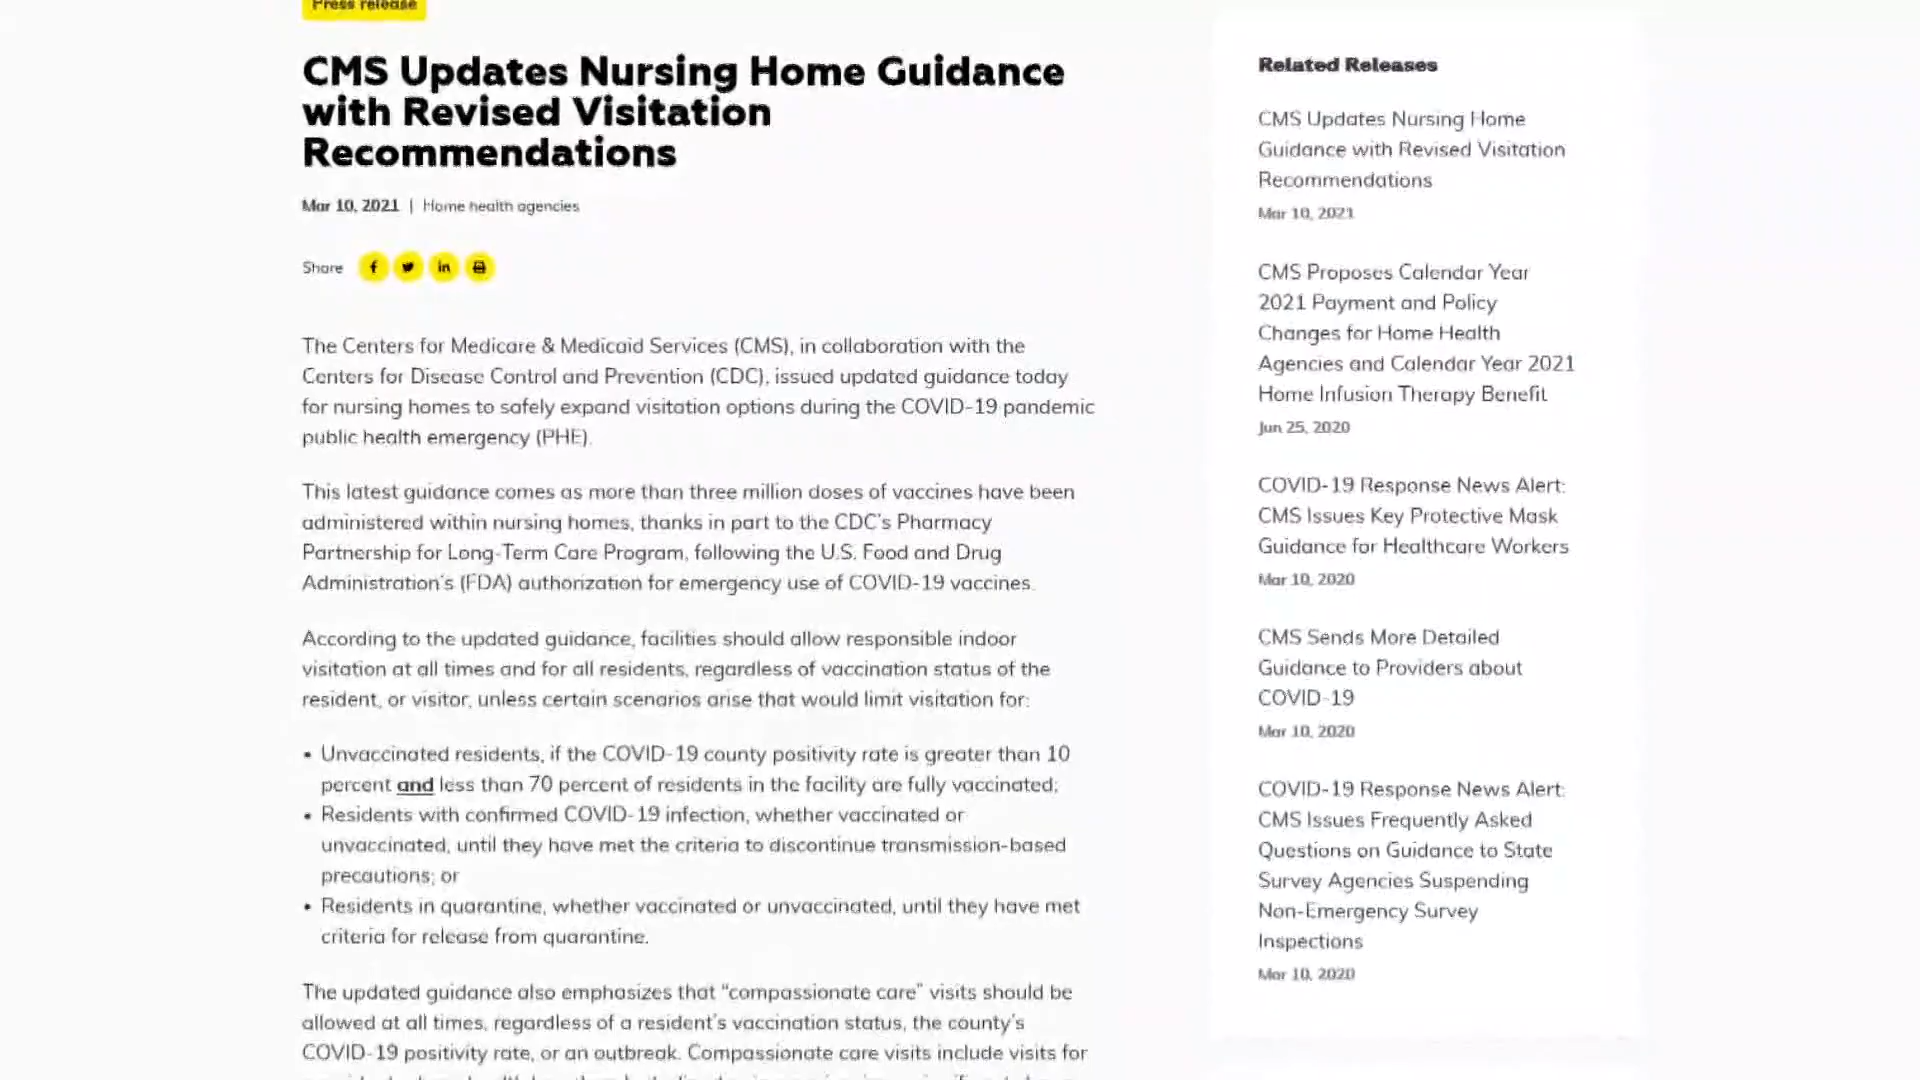 Press release
CMS Updates Nursing Home Guidance
with Revised Visitation
Recommendations
Mar 10, 2021 | Home health agencies
Share
The Centers for Medicare & Medicaid Services (CMS), in collaboration with the
Centers for Disease Control and Prevention (CDC), issued updated guidance today
for nursing homes to safely expand visitation options during the COVID-19 pandemic
public health emergency (PHE).
This latest guidance comes as more than three million doses of vaccines have been
administered within nursing homes, thanks in part to the CDC's Pharmacy
Partnership for Long-Term Care Program, following the U.S. Food and Drug
Administration's (FDA) authorization for emergency use of COVID-19 vaccines.
According to the updated guidance, facilities should allow responsible indoor
visitation at all times and for all residents, regardless of vaccination status of the
resident, or visitor, unless certain scenarios arise that would limit visitation for:
• Unvaccinated residents, if the COVID-19 county positivity rate is greater than 10
percent and less than 70 percent of residents in the facility are fully vaccinated;
• Residents with confirmed COVID-19 infection, whether vaccinated or
unvaccinated, until they have met the criteria to discontinue transmission-based
precautions; or
• Residents in quarantine, whether vaccinated or unvaccinated, until they have met
criteria for release from quarantine.
The updated guidance also emphasizes that “compassionate care” visits should be
allowed at all times, regardless of a resident's vaccination status, the county's
COVID-19 positivity rate, or an outbreak. Compassionate care visits include visits for
Related Releases
CMS Updates Nursing Home
Guidance with Revised Visitation
Recommendations
Mar 10, 2021
CMS Proposes Calendar Year
2021 Payment and Policy
Changes for Home Health
Agencies and Calendar Year 2021
Home Infusion Therapy Benefit
Jun 25, 2020
COVID-19 Response News Alert:
CMS Issues Key Protective Mask
Guidance for Healthcare Workers
Mar 10, 2020
CMS Sends More Detailed
Guidance to Providers about
COVID-19
Mar 10, 2020
COVID-19 Response News Alert:
CMS Issues Frequently Asked
Questions on Guidance to State
Survey Agencies Suspending
Non-Emergency Survey
Inspections
Mar 10, 2020